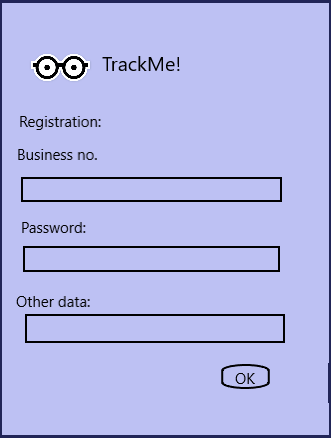 TrackMe!
Registration:
Business no.
Password:
Other data:
OK